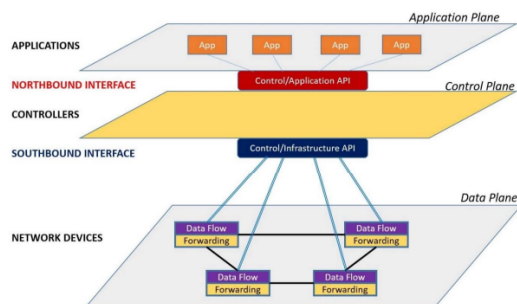 Application Plane
APPLICATIONS
App App App App
NORTHBOUND INTERFACE
Control/Application API
Control Plane
CONTROLLERS
SOUTHBOUND INTERFACE
Control/Infrastructure API
Data Plane
Data Flow Data Flow
Forwarding Forwarding
NETWORK DEVICES
Data Flow Data Flow
Forwarding Forwarding